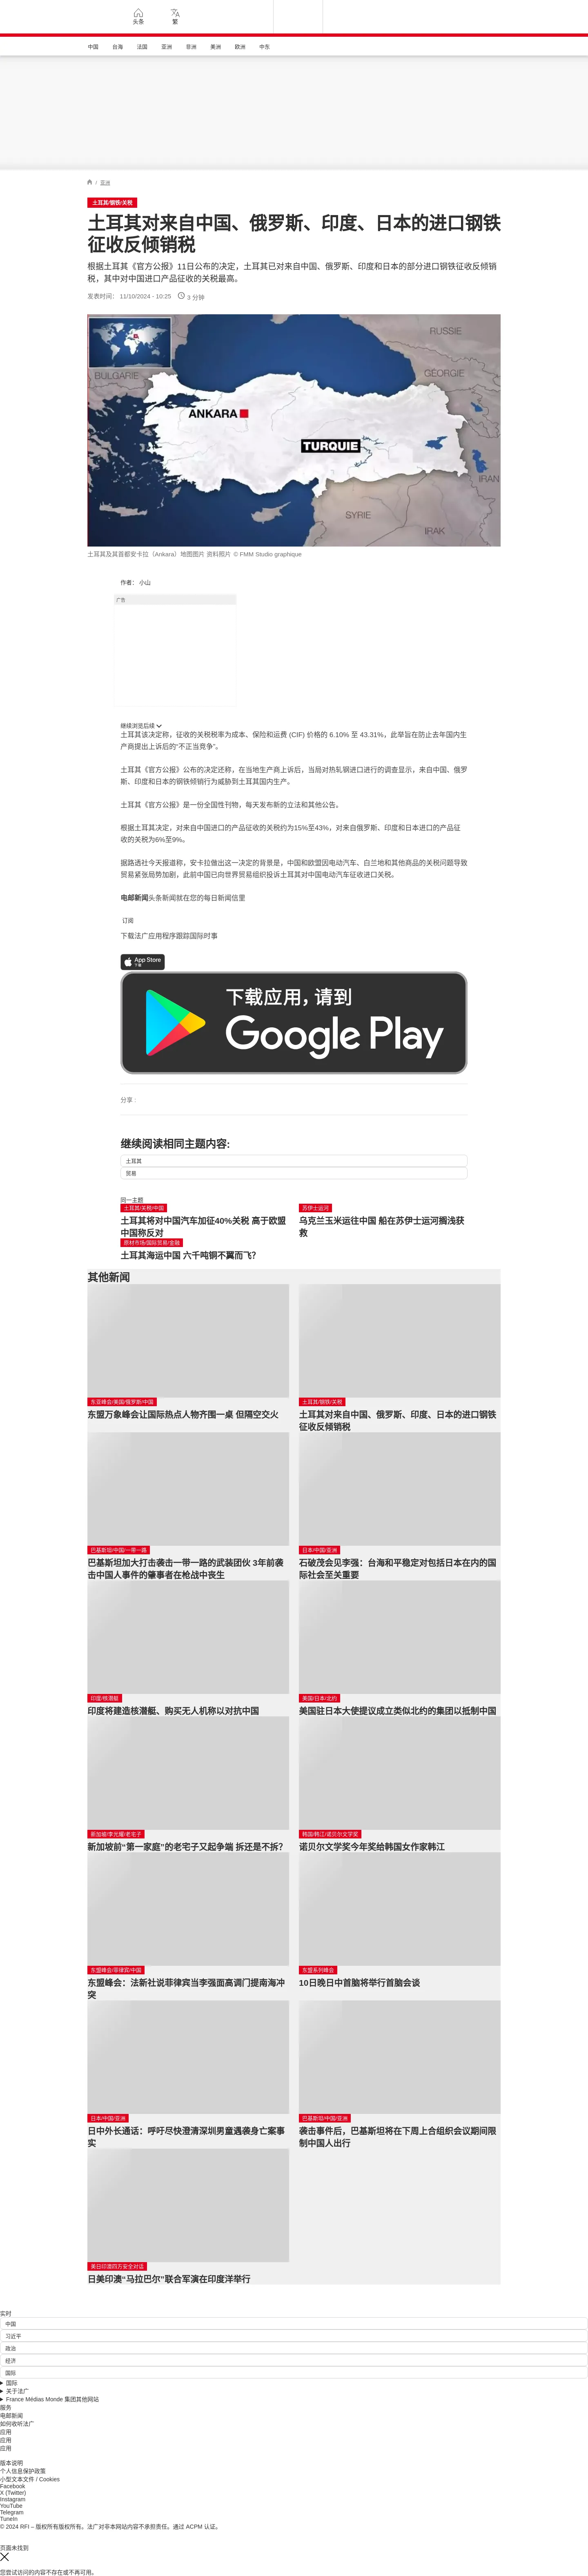 头条
繁
中国
台海
法国
亚洲
非洲
美洲
欧洲
中东
/ 亚洲
土耳其/钢铁/关税
土耳其对来自中国、俄罗斯、印度、日本的进口钢铁
征收反倾销税
根据土耳其《官方公报》11日公布的决定，土耳其已对来自中国、俄罗斯、印度和日本的部分进口钢铁征收反倾销
税，其中对中国进口产品征收的关税最高。
发表时间： 11/10/2024 - 10:25
3 分钟
RUSSIE
BULGARIE
GÉORGIE
ANKARA
TURQUIE
IRAN
SYRIE
IRAK
土耳其及其首都安卡拉（Ankara）地图图片 资料照片 © FMM Studio graphique
作者： 小山
广告
继续浏览后续
土耳其该决定称，征收的关税税率为成本、保险和运费 (CIF) 价格的 6.10% 至 43.31%，此举旨在防止去年国内生
产商提出上诉后的“不正当竞争”。
土耳其《官方公报》公布的决定还称，在当地生产商上诉后，当局对热轧钢进口进行的调查显示，来自中国、俄罗
斯、印度和日本的钢铁倾销行为威胁到土耳其国内生产。
土耳其《官方公报》是一份全国性刊物，每天发布新的立法和其他公告。
根据土耳其决定，对来自中国进口的产品征收的关税约为15%至43%，对来自俄罗斯、印度和日本进口的产品征
收的关税为6%至9%。
据路透社今天报道称，安卡拉做出这一决定的背景是，中国和欧盟因电动汽车、白兰地和其他商品的关税问题导致
贸易紧张局势加剧，此前中国已向世界贸易组织投诉土耳其对中国电动汽车征收进口关税。
电邮新闻头条新闻就在您的每日新闻信里
订阅
下载法广应用程序跟踪国际时事
App Store
下载
下载应用，请到
Google Play
分享 :
继续阅读相同主题内容:
土耳其
贸易
同一主题
土耳其/关税/中国
土耳其将对中国汽车加征40%关税 高于欧盟
中国称反对
苏伊士运河
乌克兰玉米运往中国 船在苏伊士运河搁浅获
救
原材市场/国际贸易/金融
土耳其海运中国 六千吨铜不翼而飞？
其他新闻
东亚峰会/美国/俄罗斯/中国
东盟万象峰会让国际热点人物齐围一桌 但隔空交火
土耳其/钢铁/关税
土耳其对来自中国、俄罗斯、印度、日本的进口钢铁
征收反倾销税
巴基斯坦/中国/一带一路
巴基斯坦加大打击袭击一带一路的武装团伙 3年前袭
击中国人事件的肇事者在枪战中丧生
日本/中国/亚洲
石破茂会见李强：台海和平稳定对包括日本在内的国
际社会至关重要
印度/核潜艇
印度将建造核潜艇、购买无人机称以对抗中国
美国/日本/北约
美国驻日本大使提议成立类似北约的集团以抵制中国
新加坡/李光耀/老宅子
新加坡前“第一家庭”的老宅子又起争端 拆还是不拆？
韩国/韩江/诺贝尔文学奖
诺贝尔文学奖今年奖给韩国女作家韩江
东盟峰会/菲律宾/中国
东盟峰会：法新社说菲律宾当李强面高调门提南海冲
突
东盟系列峰会
10日晚日中首脑将举行首脑会谈
日本/中国/亚洲
日中外长通话：呼吁尽快澄清深圳男童遇袭身亡案事
实
巴基斯坦/中国/亚洲
袭击事件后，巴基斯坦将在下周上合组织会议期间限
制中国人出行
美日印澳四方安全对话
日美印澳“马拉巴尔”联合军演在印度洋举行
实时
中国
习近平
政治
经济
国际
国际
关于法广
France Médias Monde 集团其他网站
服务
电邮新闻
如何收听法广
应用
应用
应用
版本说明
个人信息保护政策
小型文本文件 / Cookies
Facebook
X (Twitter)
Instagram
YouTube
Telegram
TuneIn
© 2024 RFI – 版权所有版权所有。法广对非本网站内容不承担责任。通过 ACPM 认证。
页面未找到
您尝试访问的内容不存在或不再可用。